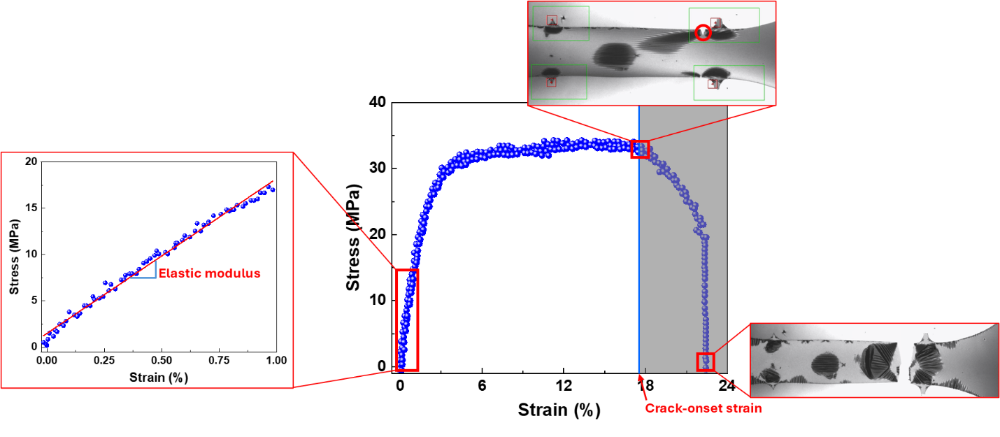 20
15
10
5
0
Stress (MPa)
Elastic modulus
0.00 0.25 0.50 0.75 1.00
Strain (%)
40
30
20
10
0
Stress (MPa)
0 6 12 18 24
Strain (%)
Crack-onset strain